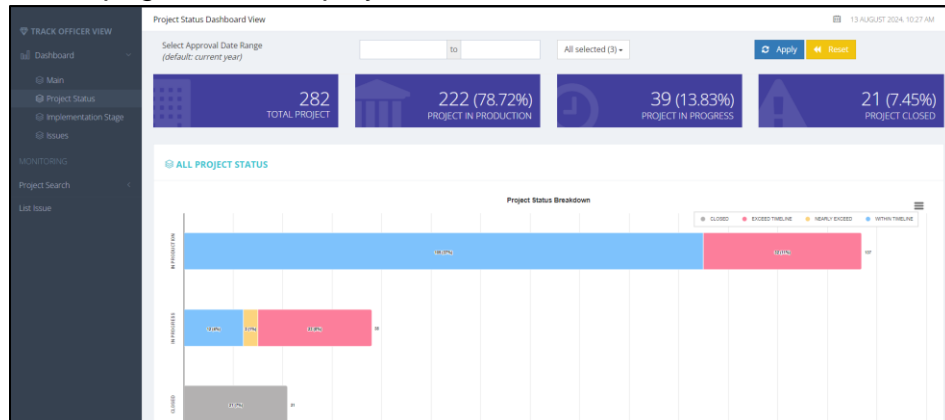 TRACK OFFICER VIEW
Dashboard
Main
Project Status
Implementation Stage
Issues
MONITORING
Project Search
List Issue
Project Status Dashboard View
13 AUGUST 2024, 10:27 AM
Select Approval Date Range
(default: current year)
to
All selected (3)
Apply
Reset
282
TOTAL PROJECT
222 (78.72%)
PROJECT IN PRODUCTION
39 (13.83%)
PROJECT IN PROGRESS
21 (7.45%)
PROJECT CLOSED
ALL PROJECT STATUS
Project Status Breakdown
CLOSED
EXCEED TIMELINE
NEARLY EXCEED
WITHIN TIMELINE
IN PRODUCTION
IN PROGRESS
CLOSED